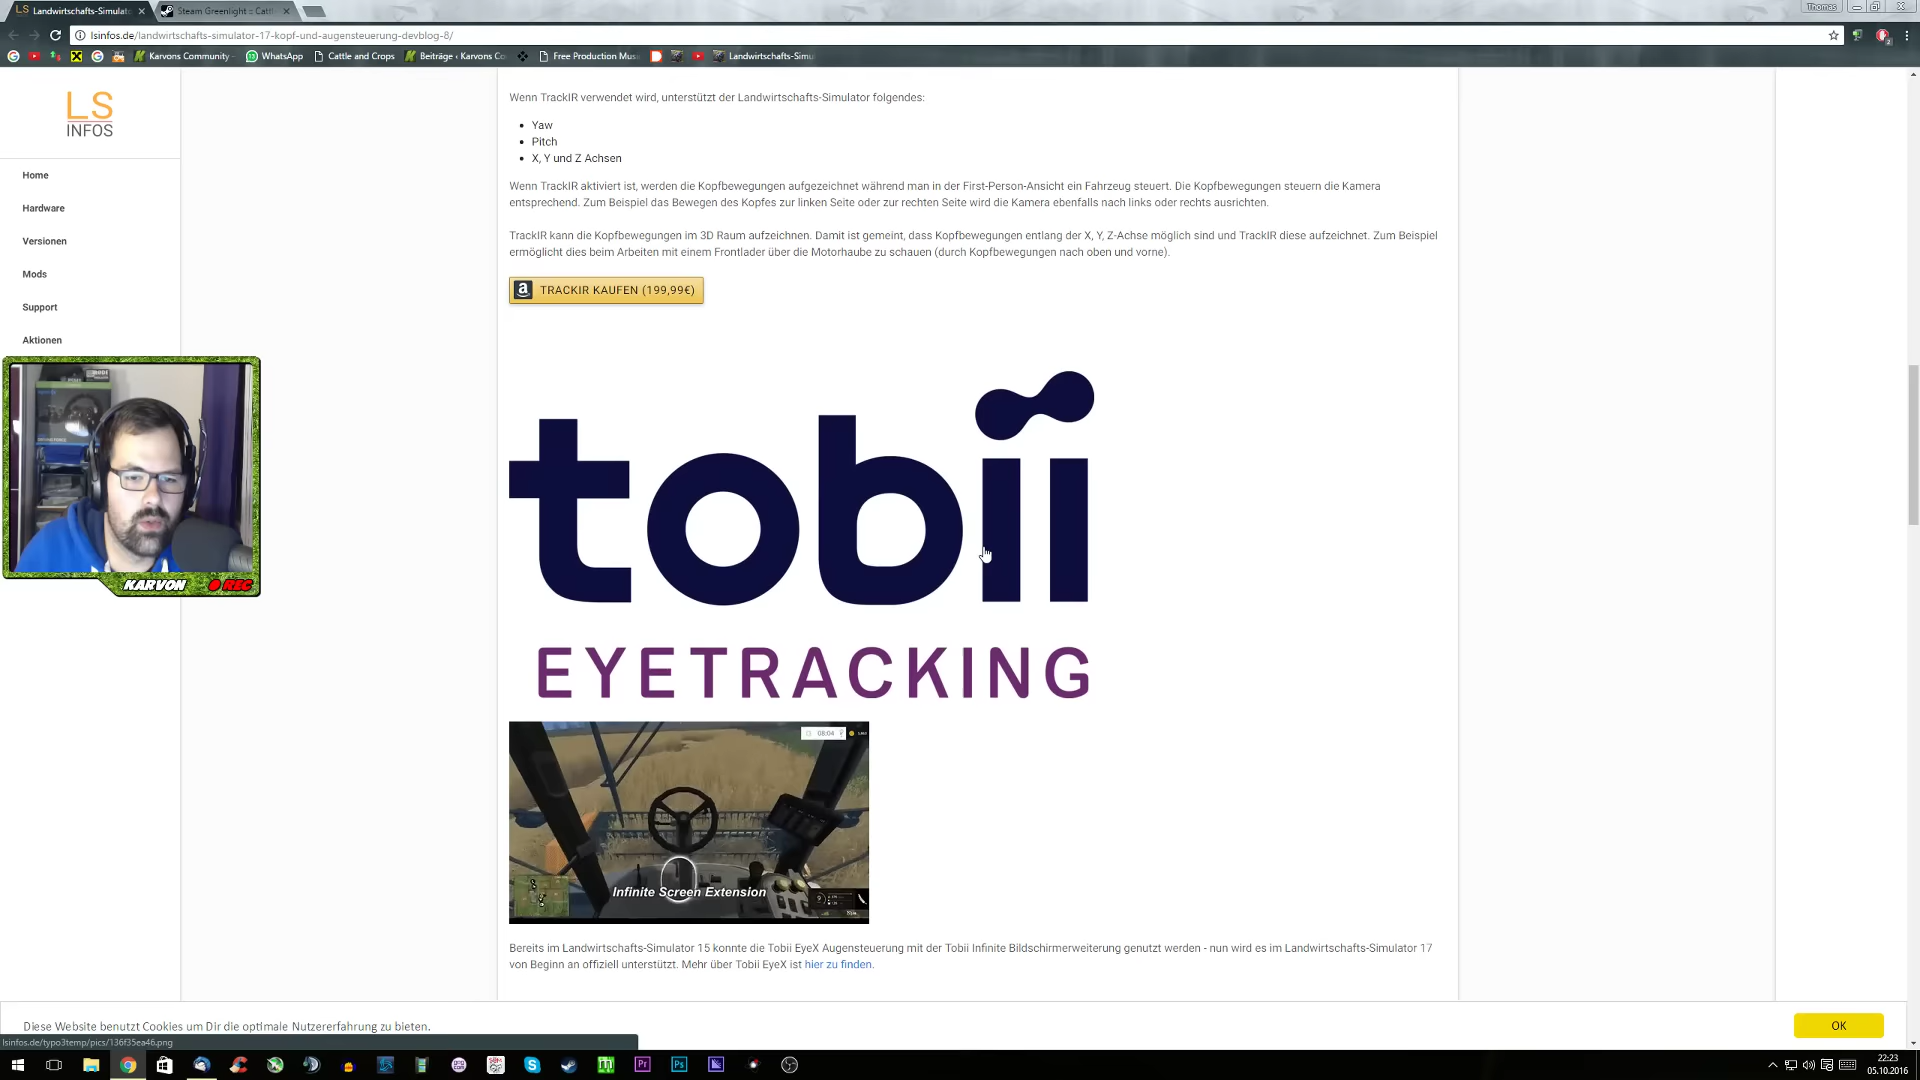 LS Landwirtschafts-Simulato
Steam Greenlight :: Cattl
Thomas
lsinfos.de/landwirtschafts-simulator-17-kopf-und-augensteuerung-devblog-8/
Karvons Community
WhatsApp
Cattle and Crops
Beiträge ‹ Karvons Co
Free Production Mus
Landwirtschafts-Simu
LS
INFOS
Home
Hardware
Versionen
Mods
Support
Aktionen
KARVON
REC
Wenn TrackIR verwendet wird, unterstützt der Landwirtschafts-Simulator folgendes:
Yaw
Pitch
X, Y und Z Achsen
Wenn TrackIR aktiviert ist, werden die Kopfbewegungen aufgezeichnet während man in der First-Person-Ansicht ein Fahrzeug steuert. Die Kopfbewegungen steuern die Kamera
entsprechend. Zum Beispiel das Bewegen des Kopfes zur linken Seite oder zur rechten Seite wird die Kamera ebenfalls nach links oder rechts ausrichten.
TrackIR kann die Kopfbewegungen im 3D Raum aufzeichnen. Damit ist gemeint, dass Kopfbewegungen entlang der X, Y, Z-Achse möglich sind und TrackIR diese aufzeichnet. Zum Beispiel
ermöglicht dies beim Arbeiten mit einem Frontlader über die Motorhaube zu schauen (durch Kopfbewegungen nach oben und vorne).
TRACKIR KAUFEN (199,99€)
tobii
EYETRACKING
08:04
Infinite Screen Extension
Bereits im Landwirtschafts-Simulator 15 konnte die Tobii EyeX Augensteuerung mit der Tobii Infinite Bildschirmerweiterung genutzt werden - nun wird es im Landwirtschafts-Simulator 17
von Beginn an offiziell unterstützt. Mehr über Tobii EyeX ist hier zu finden.
Diese Website benutzt Cookies um Dir die optimale Nutzererfahrung zu bieten.
OK
lsinfos.de/typo3temp/pics/136f35ea46.png
22:23
05.10.2016